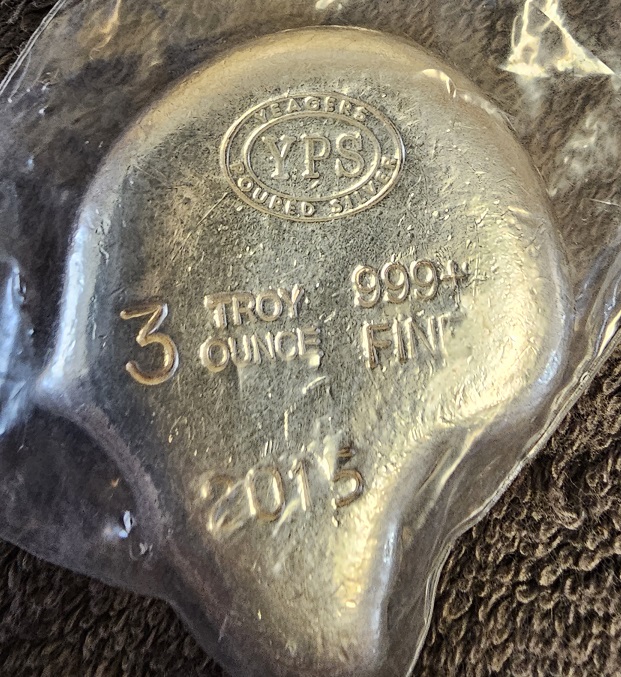 YEAGERS
YPS
POURED SILVER
3 TROY OUNCE 999+ FINE
2015